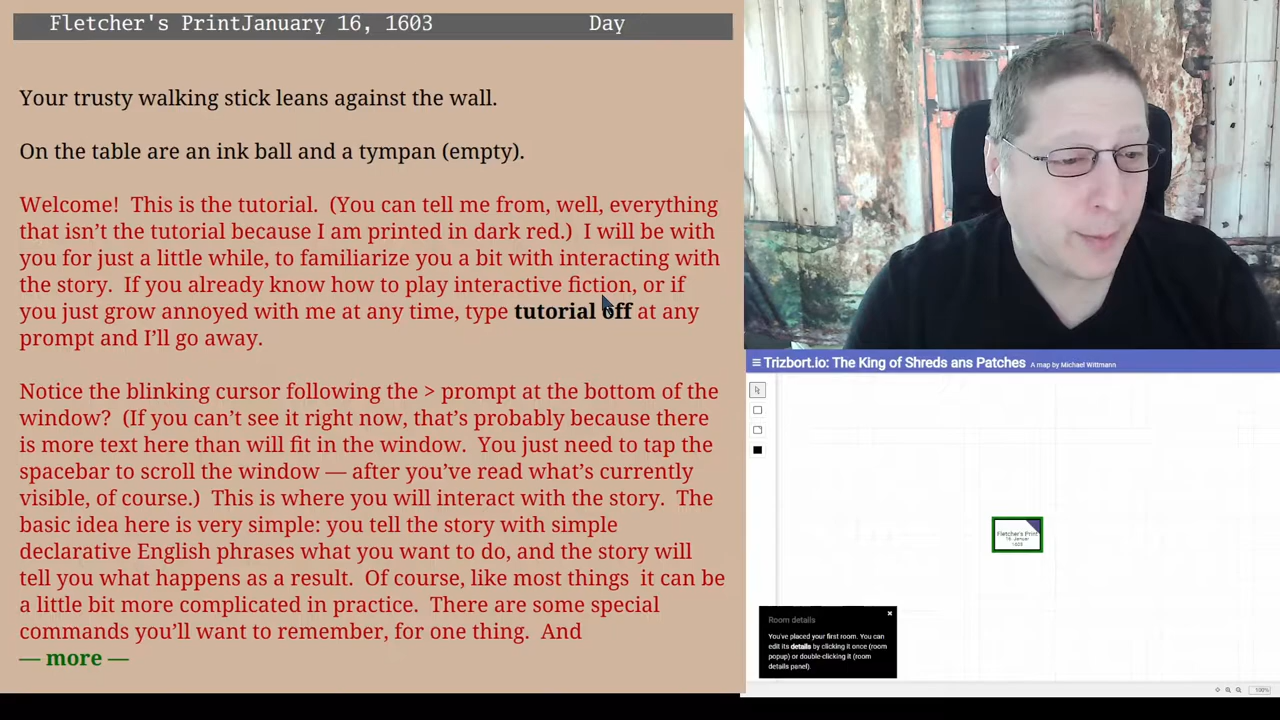 Fletcher's PrintJanuary 16, 1603 Day
Your trusty walking stick leans against the wall.
On the table are an ink ball and a tympan (empty).
Welcome!  This is the tutorial.  (You can tell me from, well, everything
that isn’t the tutorial because I am printed in dark red.)  I will be with
you for just a little while, to familiarize you a bit with interacting with
the story.  If you already know how to play interactive fiction, or if
you just grow annoyed with me at any time, type tutorial off at any
prompt and I’ll go away.
Notice the blinking cursor following the > prompt at the bottom of the
window?  (If you can’t see it right now, that’s probably because there
is more text here than will fit in the window.  You just need to tap the
spacebar to scroll the window — after you’ve read what’s currently
visible, of course.)  This is where you will interact with the story.  The
basic idea here is very simple: you tell the story with simple
declarative English phrases what you want to do, and the story will
tell you what happens as a result.  Of course, like most things  it can be
a little bit more complicated in practice.  There are some special
commands you’ll want to remember, for one thing.  And
— more —
Trizbort.io: The King of Shreds ans Patches A map by Michael Wittmann
Fletcher's Print
16. Januar
1603
Room details
You've placed your first room. You can
edit its details by clicking it once (room
popup) or double-clicking it (room
details panel)
100%